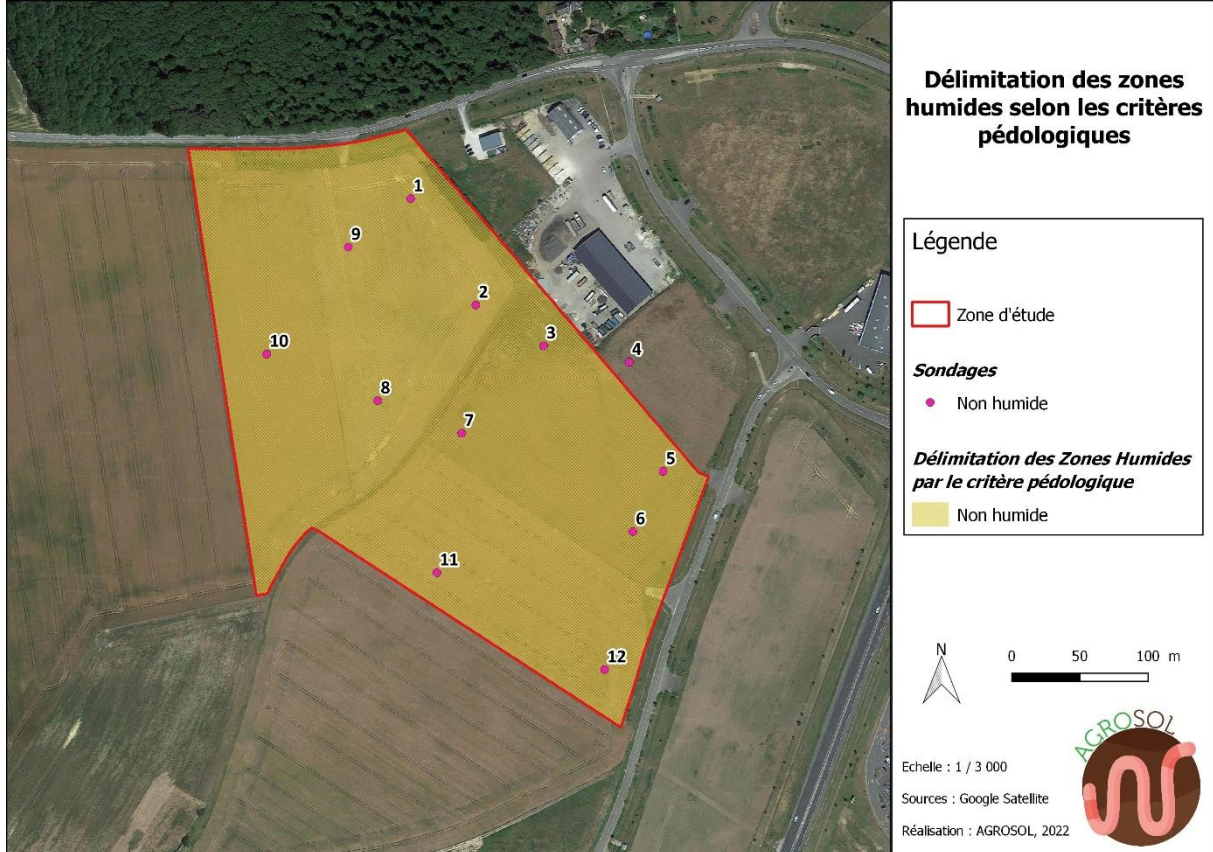 Délimitation des zones
humides selon les critères
pédologiques
1
9
2
3
4
10
8
7
5
6
11
12
Légende
Zone d'étude
Sondages
Non humide
Délimitation des Zones Humides
par le critère pédologique
Non humide
N
0 50 100 m
AGROSOL
Echelle : 1 / 3 000
Sources : Google Satellite
Réalisation : AGROSOL, 2022